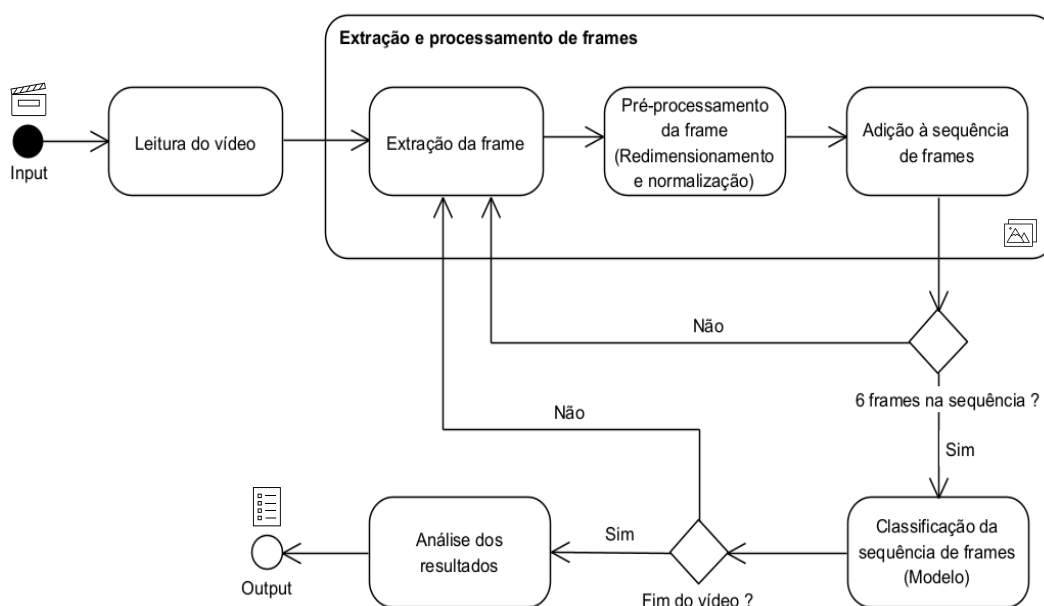 Extração e processamento de frames
Input
Leitura do vídeo
Extração da frame
Pré-processamento
da frame
(Redimensionamento
e normalização)
Adição à sequência
de frames
Não
6 frames na sequência ?
Sim
Classificação da
sequência de frames
(Modelo)
Fim do vídeo ?
Não
Sim
Análise dos
resultados
Output